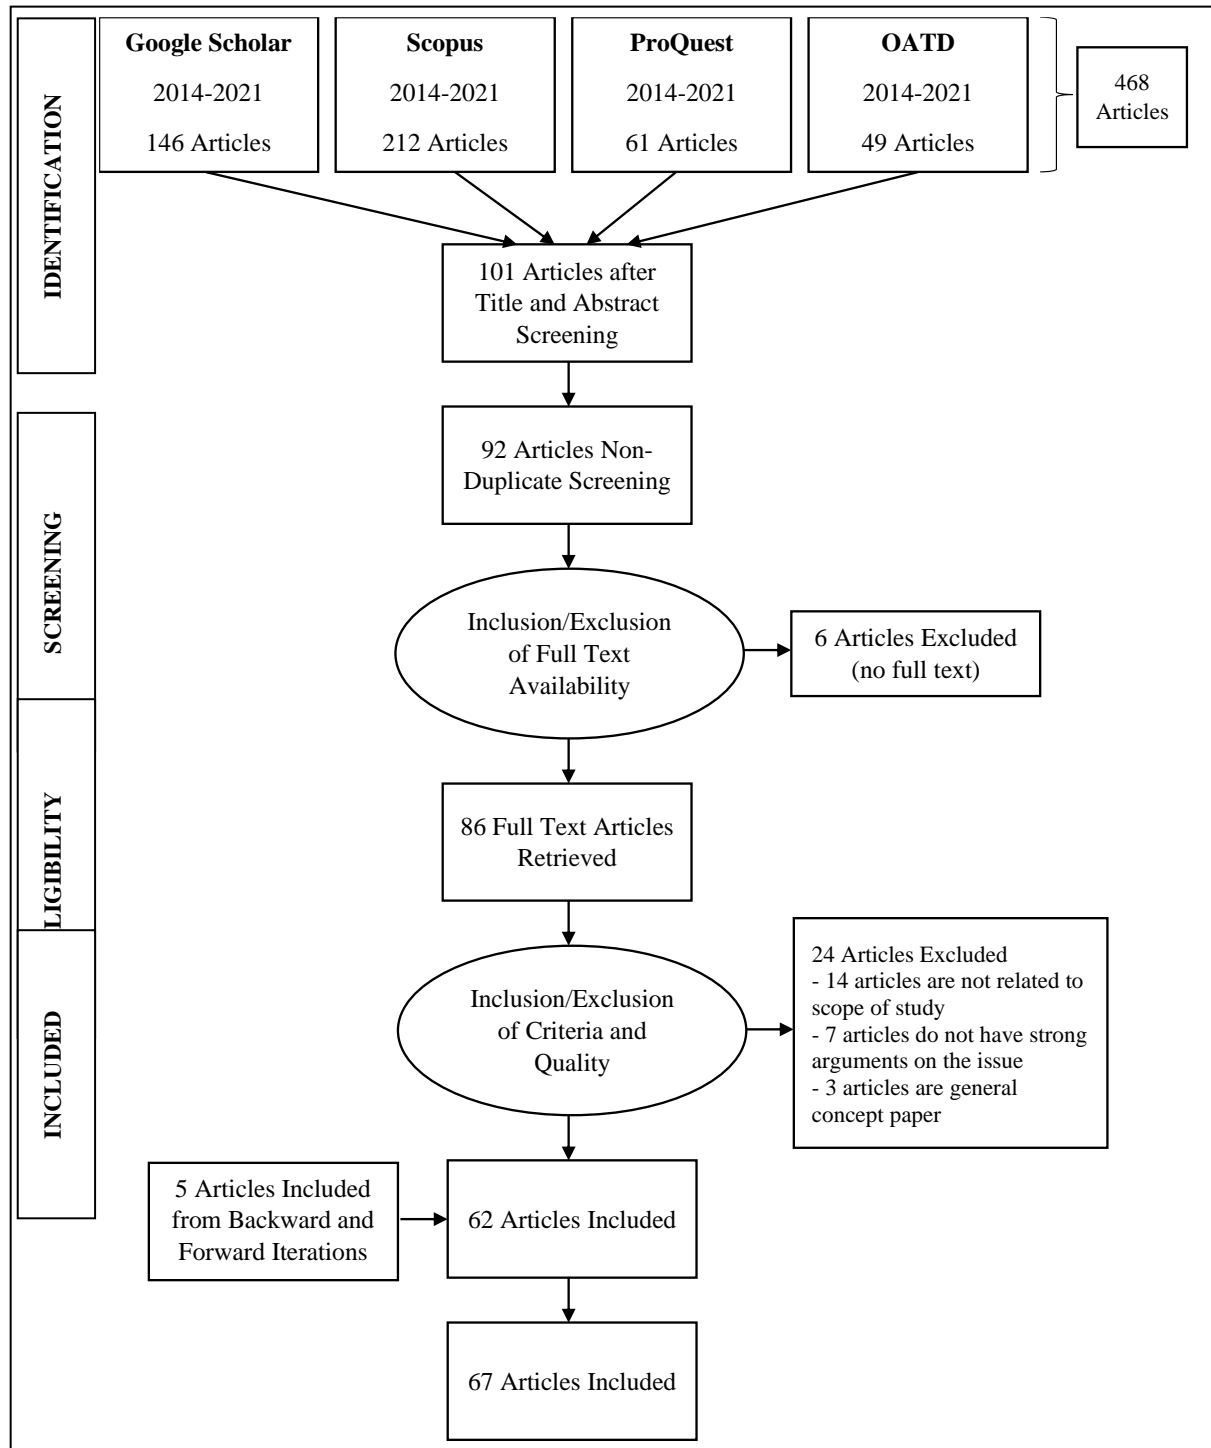 IDENTIFICATION
Google Scholar
2014-2021
146 Articles
Scopus
2014-2021
212 Articles
ProQuest
2014-2021
61 Articles
OATD
2014-2021
49 Articles
468
Articles
101 Articles after
Title and Abstract
Screening
SCREENING
92 Articles Non-
Duplicate Screening
Inclusion/Exclusion
of Full Text
Availability
6 Articles Excluded
(no full text)
LIGIBILITY
86 Full Text Articles
Retrieved
INCLUDED
Inclusion/Exclusion
of Criteria and
Quality
24 Articles Excluded
- 14 articles are not related to
scope of study
- 7 articles do not have strong
arguments on the issue
- 3 articles are general
concept paper
5 Articles Included
from Backward and
Forward Iterations
62 Articles Included
67 Articles Included